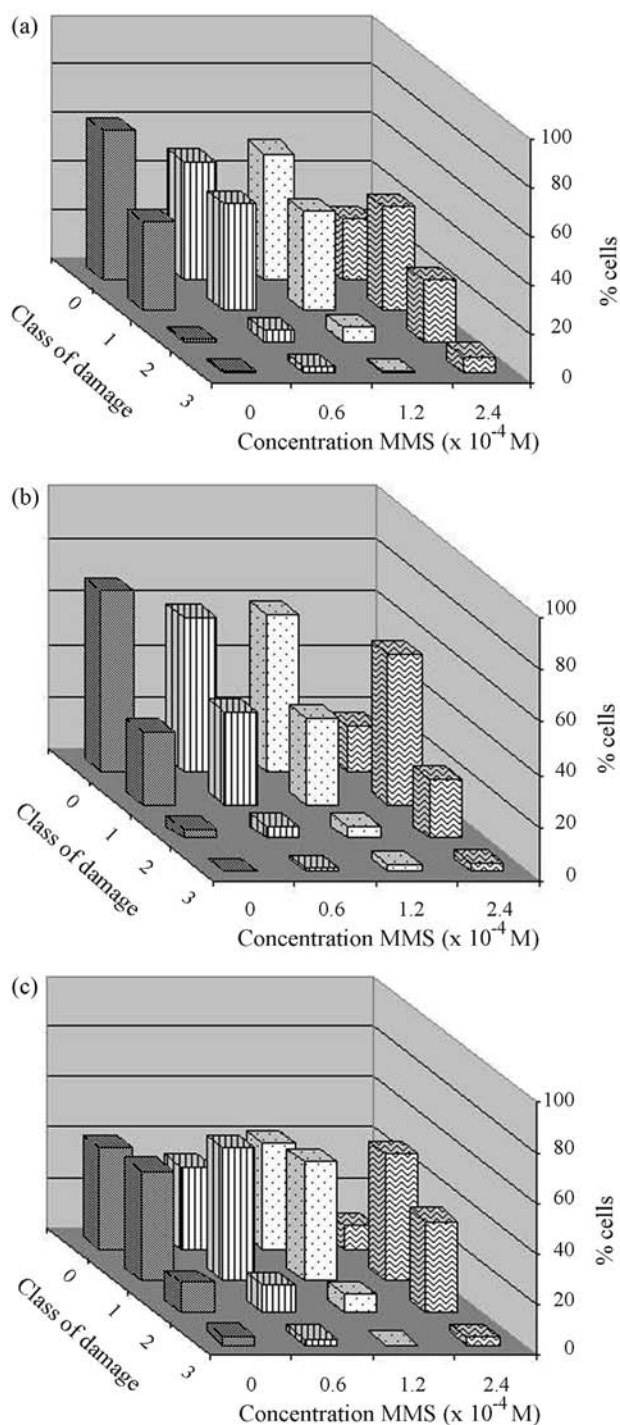 (a)
100
80
60
40
20
0
% cells
0
1
2
3
Class of damage
0 0.6 1.2 2.4
Concentration MMS (x 10-4 M)
(b)
100
80
60
40
20
0
% cells
0
1
2
3
Class of damage
0 0.6 1.2 2.4
Concentration MMS (x 10-4 M)
(c)
100
80
60
40
20
0
% cells
0
1
2
3
Class of damage
0 0.6 1.2 2.4
Concentration MMS (x 10-4 M)